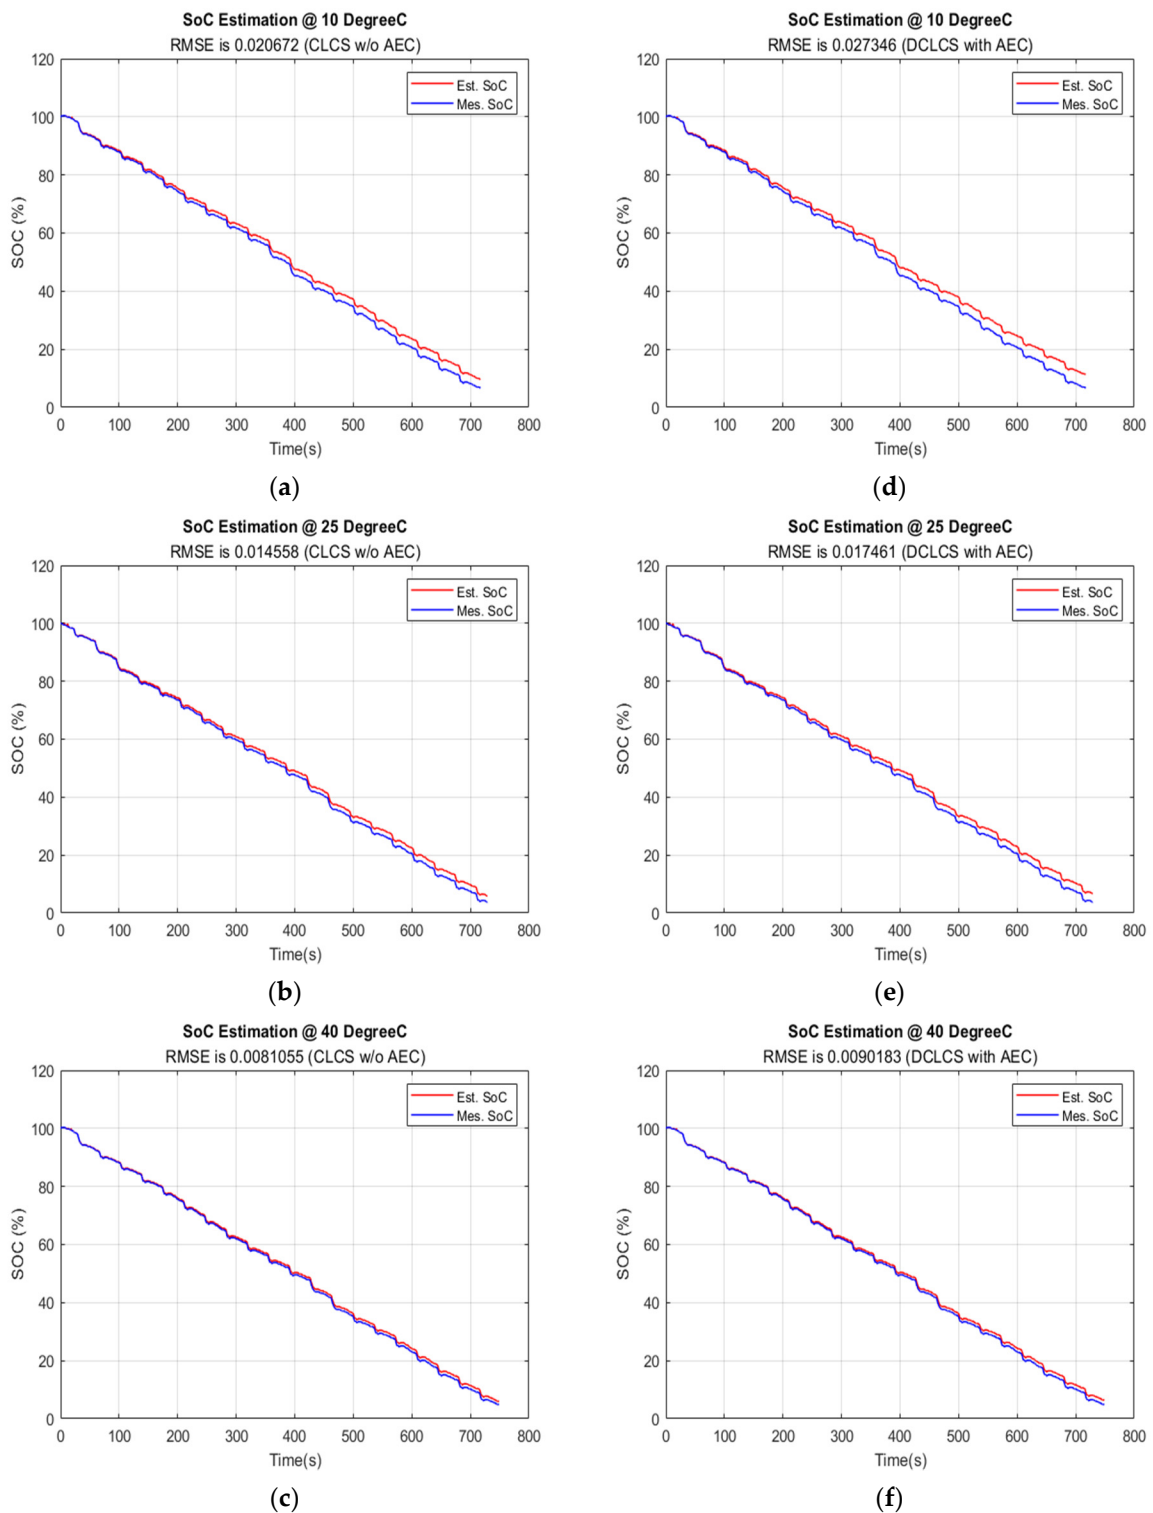 SoC Estimation @ 10 DegreeC
RMSE is 0.020672 (CLCS w/o AEC)
120
100
80
60
40
20
0
SOC (%)
Est. SoC
Mes. SoC
0 100 200 300 400 500 600 700 800
Time(s)
(a)
SoC Estimation @ 10 DegreeC
RMSE is 0.027346 (DCLCS with AEC)
120
100
80
60
40
20
0
SOC (%)
Est. SoC
Mes. SoC
0 100 200 300 400 500 600 700 800
Time(s)
(d)
SoC Estimation @ 25 DegreeC
RMSE is 0.014558 (CLCS w/o AEC)
120
100
80
60
40
20
0
SOC (%)
Est. SoC
Mes. SoC
0 100 200 300 400 500 600 700 800
Time(s)
(b)
SoC Estimation @ 25 DegreeC
RMSE is 0.017461 (DCLCS with AEC)
120
100
80
60
40
20
0
SOC (%)
Est. SoC
Mes. SoC
0 100 200 300 400 500 600 700 800
Time(s)
(e)
SoC Estimation @ 40 DegreeC
RMSE is 0.0081055 (CLCS w/o AEC)
120
100
80
60
40
20
0
SOC (%)
Est. SoC
Mes. SoC
0 100 200 300 400 500 600 700 800
Time(s)
(c)
SoC Estimation @ 40 DegreeC
RMSE is 0.0090183 (DCLCS with AEC)
120
100
80
60
40
20
0
SOC (%)
Est. SoC
Mes. SoC
0 100 200 300 400 500 600 700 800
Time(s)
(f)